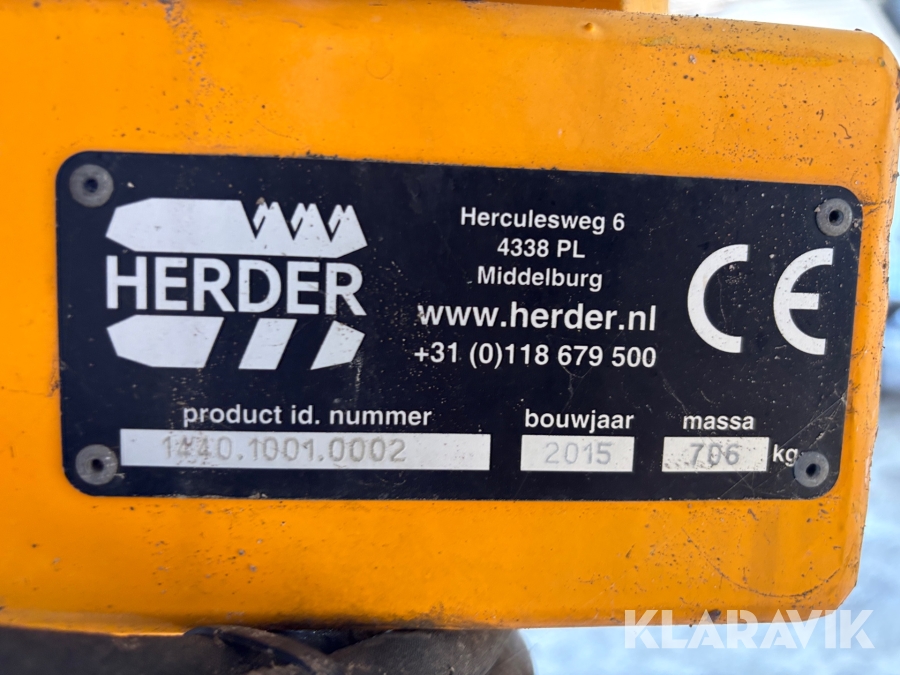 HERDER
Herculesweg 6
4338 PL
Middelburg
www.herder.nl
+31 (0)118 679 500
CE
product id. nummer
1440.1001.0002
bouwjaar
2015
massa
706 kg
KLARAVIK